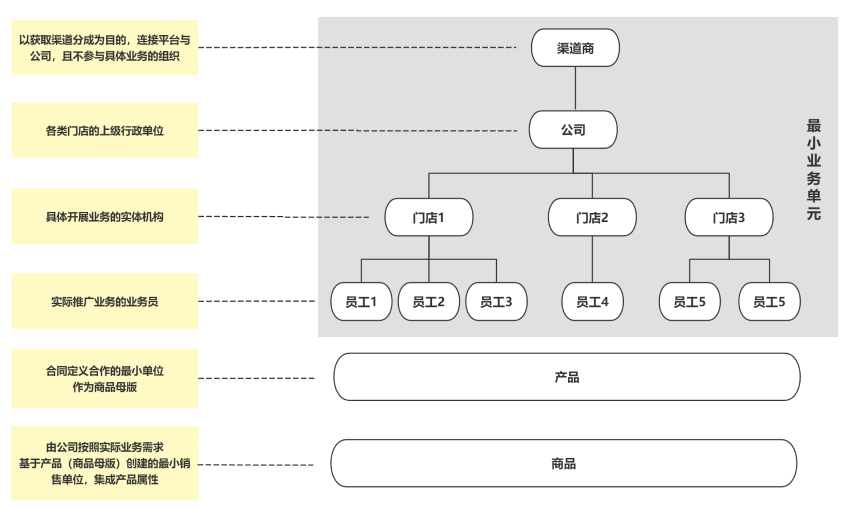 以获取渠道分成为目的，连接平台与
公司，且不参与具体业务的组织
渠道商
各类门店的上级行政单位
公司
最小业务单元
具体开展业务的实体机构
门店1
门店2
门店3
实际推广业务的业务员
员工1
员工2
员工3
员工4
员工5
员工5
合同定义合作的最小单位
作为商品母版
产品
由公司按照实际业务需求
基于产品（商品母版）创建的最小销
售单位，集成产品属性
商品